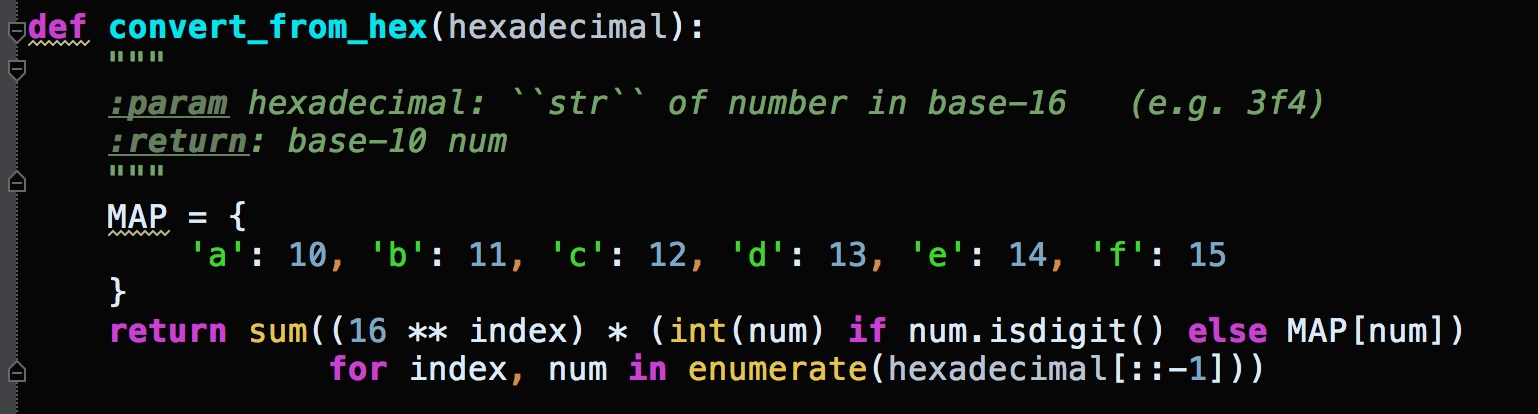 def convert_from_hex(hexadecimal):
"""
:param hexadecimal: ``str`` of number in base-16   (e.g. 3f4)
:return: base-10 num
"""
MAP = {
'a': 10, 'b': 11, 'c': 12, 'd': 13, 'e': 14, 'f': 15
}
return sum((16 ** index) * (int(num) if num.isdigit() else MAP[num])
for index, num in enumerate(hexadecimal[::-1]))